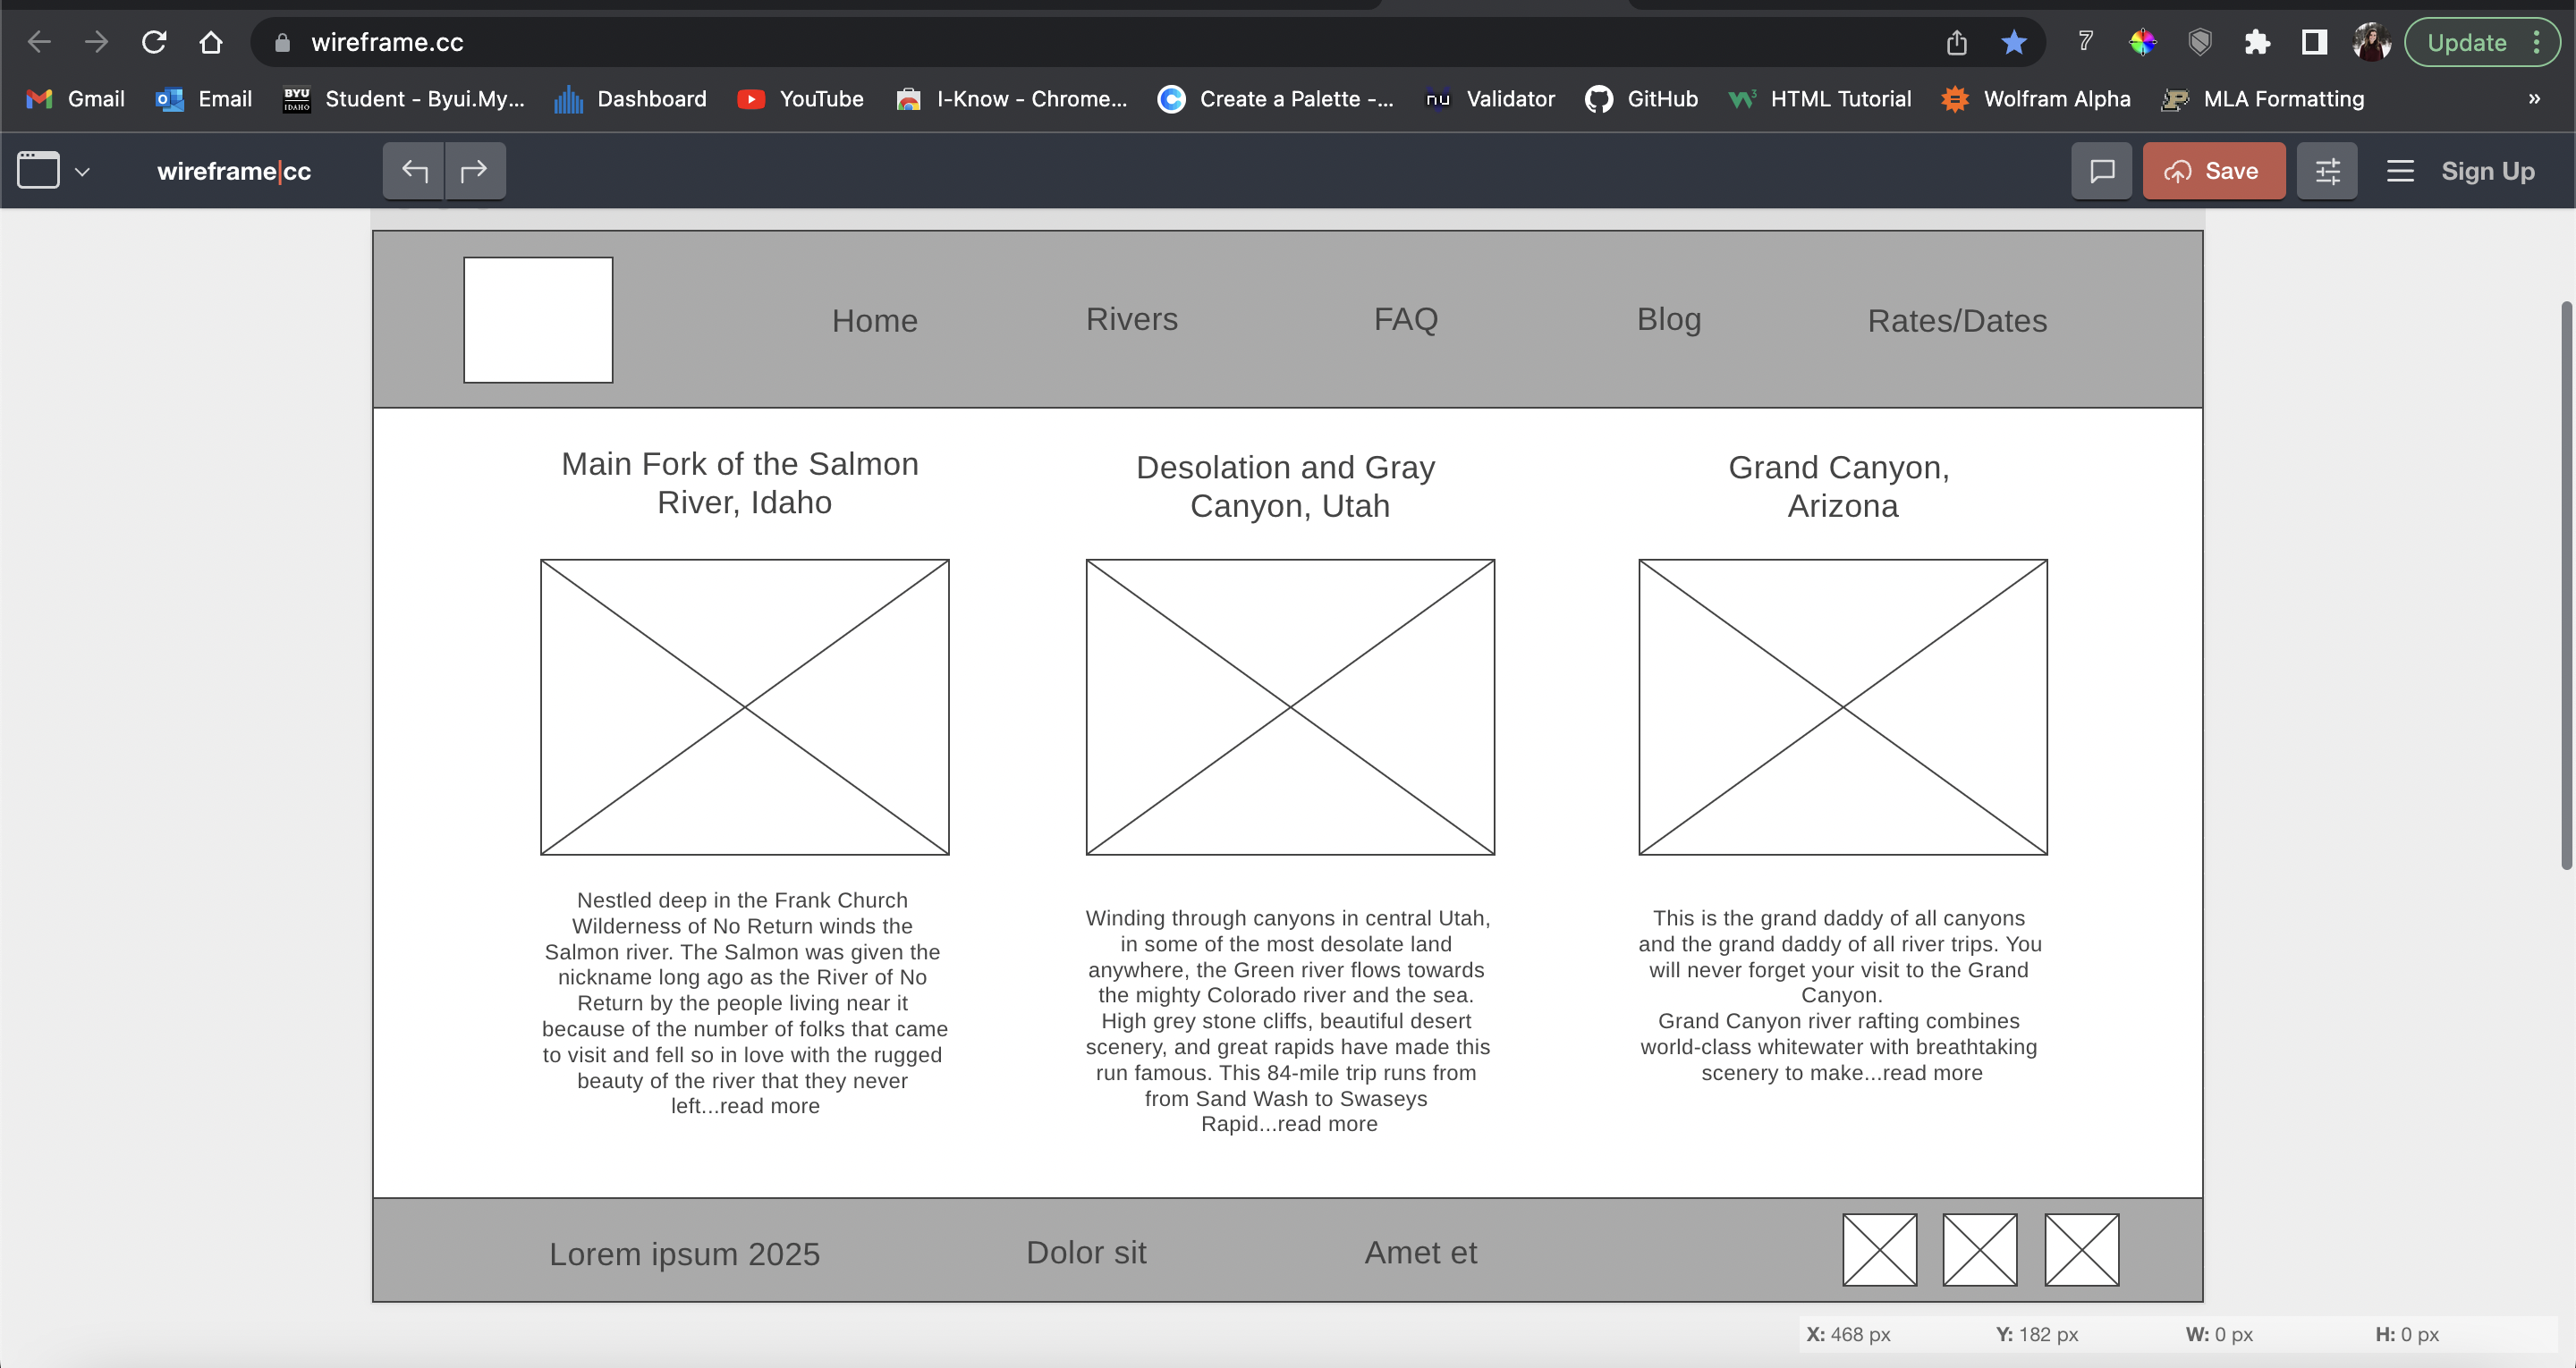 wireframe.cc
7
Update
Gmail
Email
BYU
IDAHO
Student - Byui.My...
Dashboard
YouTube
I-Know - Chrome...
Create a Palette -...
nu
Validator
GitHub
W3
HTML Tutorial
Wolfram Alpha
P
MLA Formatting
»
wireframe|cc
Save
Sign Up
Home
Rivers
FAQ
Blog
Rates/Dates
Main Fork of the Salmon
River, Idaho
Desolation and Gray
Canyon, Utah
Grand Canyon,
Arizona
Nestled deep in the Frank Church
Wilderness of No Return winds the
Salmon river. The Salmon was given the
nickname long ago as the River of No
Return by the people living near it
because of the number of folks that came
to visit and fell so in love with the rugged
beauty of the river that they never
left...read more
Winding through canyons in central Utah,
in some of the most desolate land
anywhere, the Green river flows towards
the mighty Colorado river and the sea.
High grey stone cliffs, beautiful desert
scenery, and great rapids have made this
run famous. This 84-mile trip runs from
from Sand Wash to Swaseys
Rapid...read more
This is the grand daddy of all canyons
and the grand daddy of all river trips. You
will never forget your visit to the Grand
Canyon.
Grand Canyon river rafting combines
world-class whitewater with breathtaking
scenery to make...read more
Lorem ipsum 2025
Dolor sit
Amet et
X: 468 px
Y: 182 px
W: 0 px
H: 0 px